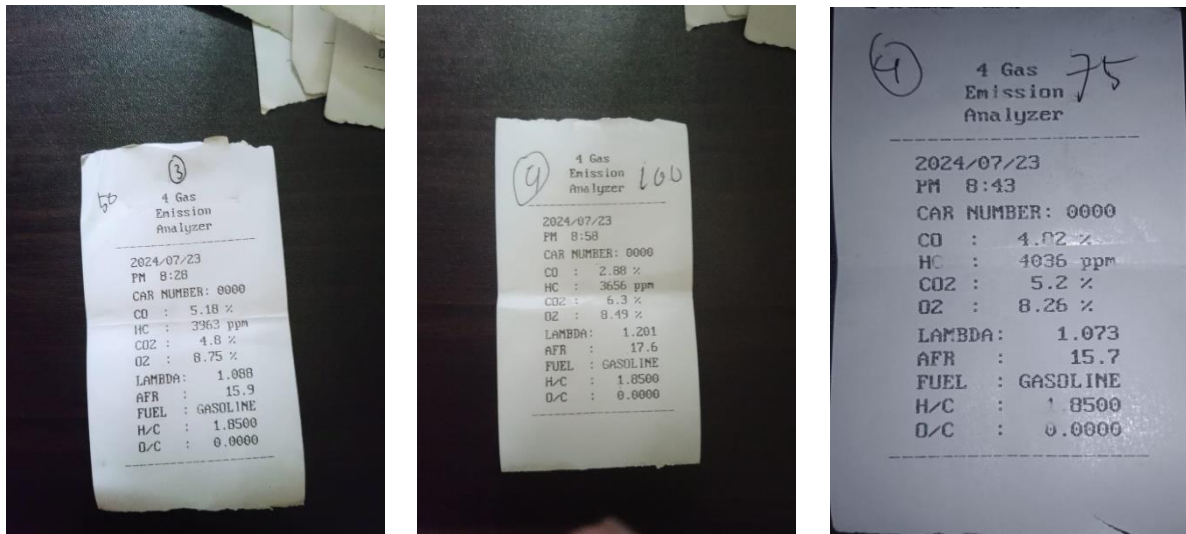 3
50
4 Gas
Emission
Analyzer
2024/07/23
PM 8:28
CAR NUMBER: 0000
CO : 5.18 %
HC : 3963 ppm
CO2 : 4.8 %
O2 : 8.75 %
LAMBDA: 1.088
AFR : 15.9
FUEL : GASOLINE
H/C : 1.8500
O/C : 0.0000
4 Gas
Emission
Analyzer
100
2024/07/23
PM 8:58
CAR NUMBER: 0000
CO : 2.88 %
HC : 3656 ppm
CO2 : 6.3 %
O2 : 8.49 %
LAMBDA: 1.201
AFR : 17.6
FUEL : GASOLINE
H/C : 1.8500
O/C : 0.0000
4 Gas 75
Emission
Analyzer
2024/07/23
PM 8:43
CAR NUMBER: 0000
CO : 4.02 %
HC : 4036 ppm
CO2 : 5.2 %
O2 : 8.26 %
LAMBDA: 1.073
AFR : 15.7
FUEL : GASOLINE
H/C : 1.8500
O/C : 0.0000